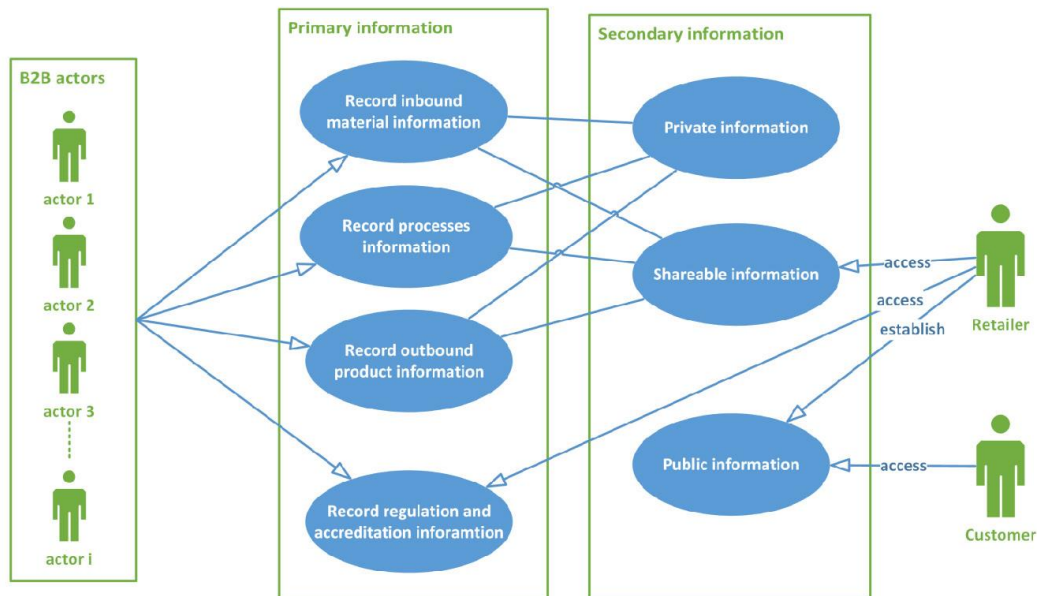 B2B actors
actor 1
actor 2
actor 3
actor i
Primary information
Record inbound
material information
Record processes
information
Record outbound
product information
Record regulation and
accreditation inforamtion
Secondary information
Private information
Shareable information
Public information
access
access
establish
access
Retailer
Customer